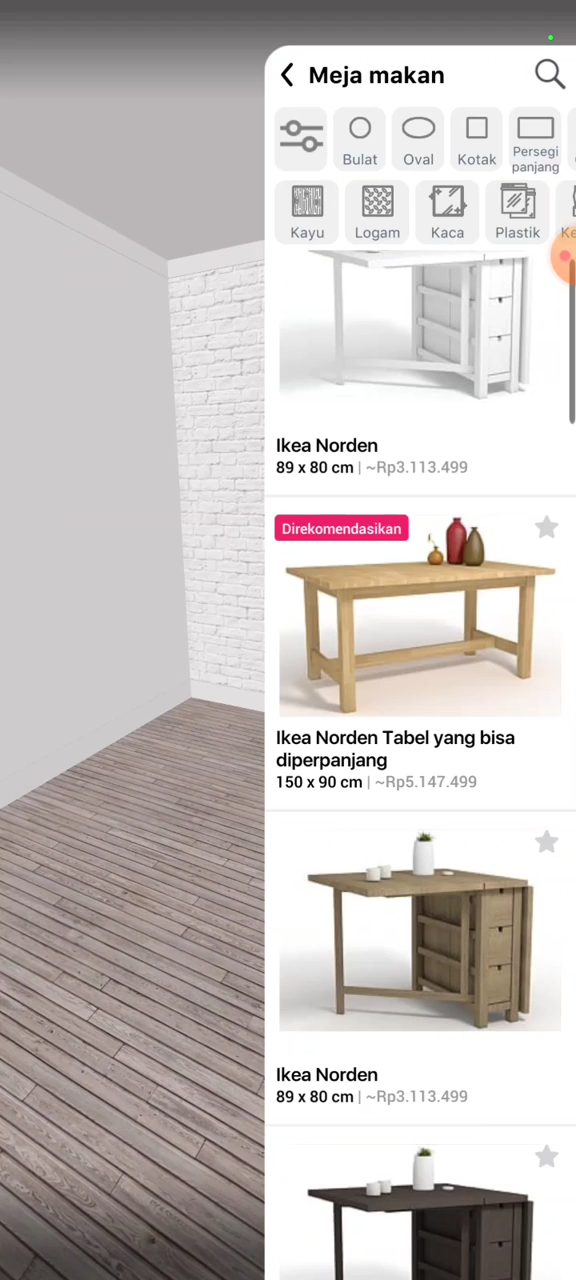 Meja makan
Bulat
Oval
Kotak
Persegi
panjang
Kayu
Logam
Kaca
Plastik
Ikea Norden
89 x 80 cm | ~Rp3.113.499
Direkomendasikan
Ikea Norden Tabel yang bisa
diperpanjang
150 x 90 cm | ~Rp5.147.499
Ikea Norden
89 x 80 cm | ~Rp3.113.499